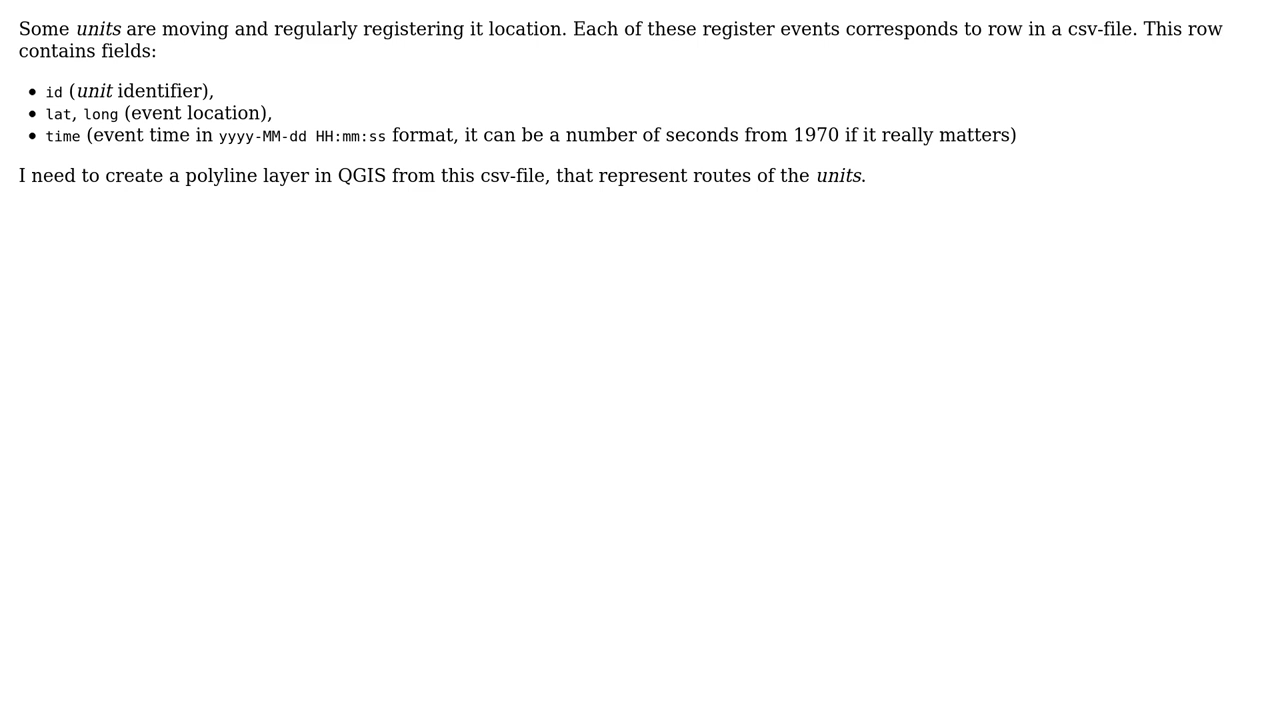 Some units are moving and regularly registering it location. Each of these register events corresponds to row in a csv-file. This row
contains fields:
• id (unit identifier),
• lat, long (event location),
• time (event time in yyyy-MM-dd HH:mm:ss format, it can be a number of seconds from 1970 if it really matters)
I need to create a polyline layer in QGIS from this csv-file, that represent routes of the units.